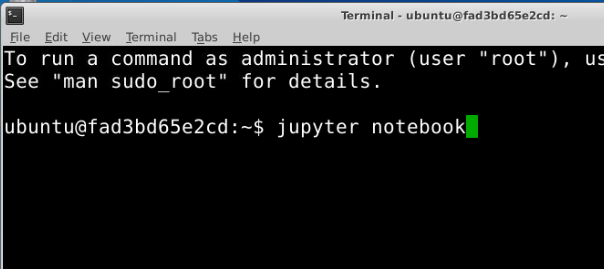 Terminal - ubuntu@fad3bd65e2cd: ~
File Edit View Terminal Tabs Help
To run a command as administrator (user "root"), us
See "man sudo_root" for details.
ubuntu@fad3bd65e2cd:~$ jupyter notebook